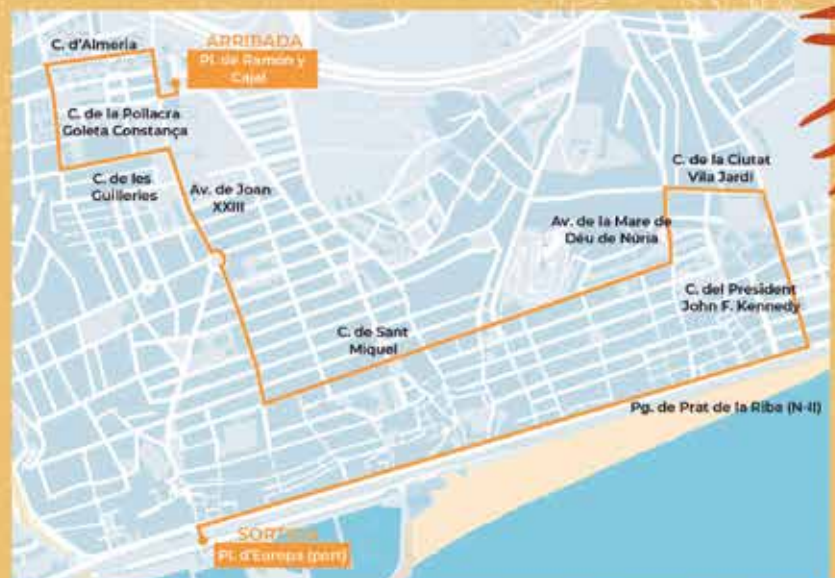 C. d'Almeria
ARRIBADA
Pl. de Ramón y
Cajal
C. de la Pollacra
Goleta Constança
C. de les
Guilleries
Av. de Joan
XXIII
C. de la Ciutat
Vila Jardí
Av. de la Mare de
Déu de Núria
C. del President
John F. Kennedy
C. de Sant
Miquel
Pg. de Prat de la Riba (N-II)
SORTIDA
Pl. d'Europa (port)